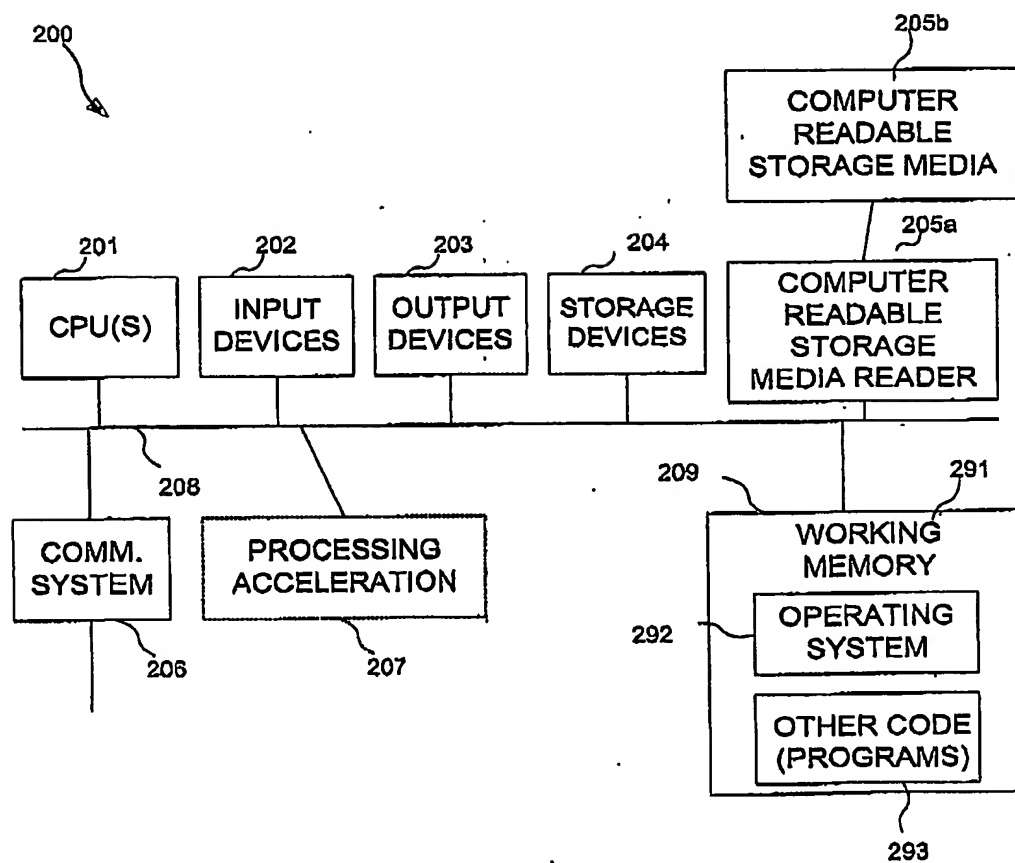 200
205b
COMPUTER
READABLE
STORAGE MEDIA
201
202
203
204
205a
CPU(S)
INPUT
DEVICES
OUTPUT
DEVICES
STORAGE
DEVICES
COMPUTER
READABLE
STORAGE
MEDIA READER
208
209
291
COMM.
SYSTEM
PROCESSING
ACCELERATION
WORKING
MEMORY
292
OPERATING
SYSTEM
206
207
OTHER CODE
(PROGRAMS)
293